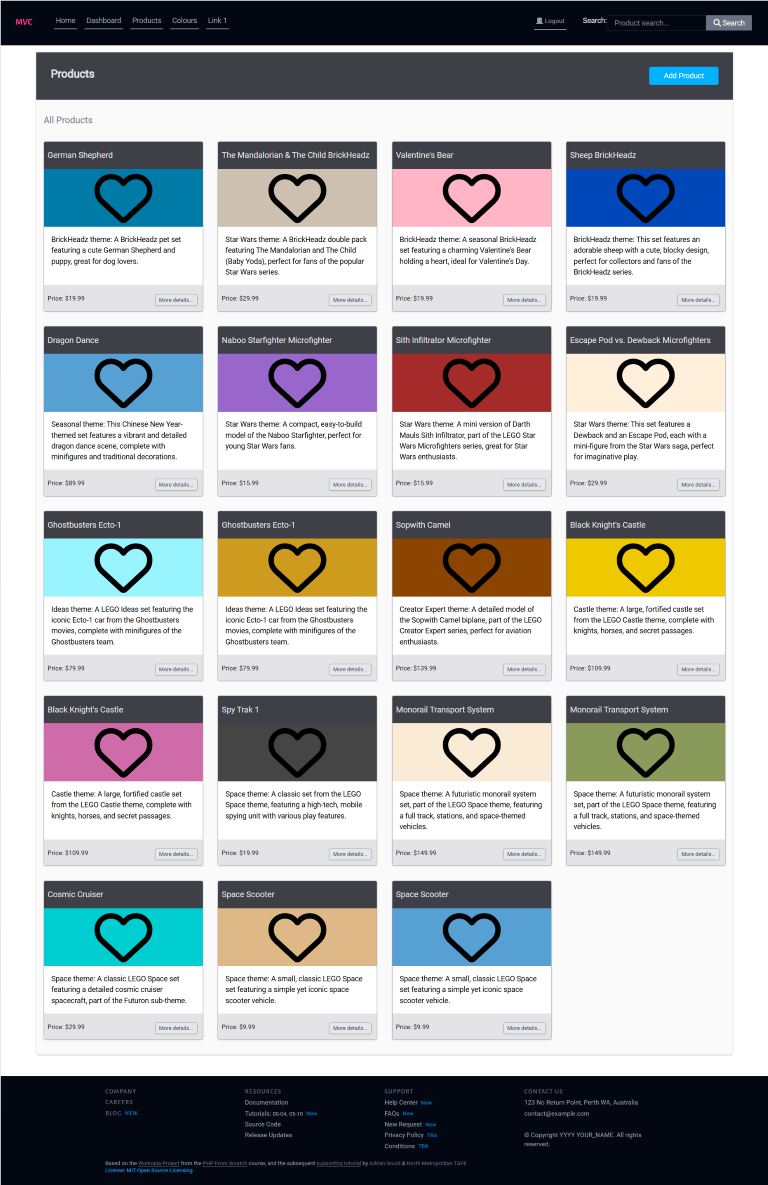 MVC
Home Dashboard Products Colours Link 1
Logout
Search: Product search... Search
Products
Add Product
All Products
German Shepherd
BrickHeadz theme: A BrickHeadz pet set
featuring a cute German Shepherd and
puppy, great for dog lovers.
Price: $19.99 More details...
The Mandalorian & The Child BrickHeadz
Star Wars theme: A BrickHeadz double pack
featuring The Mandalorian and The Child
(Baby Yoda), perfect for fans of the popular
Star Wars series.
Price: $29.99 More details...
Valentine's Bear
BrickHeadz theme: A seasonal BrickHeadz
set featuring a charming Valentine's Bear
holding a heart, ideal for Valentine's Day.
Price: $19.99 More details...
Sheep BrickHeadz
BrickHeadz theme: This set features an
adorable sheep with a cute, blocky design,
perfect for collectors and fans of the
BrickHeadz series.
Price: $19.99 More details...
Dragon Dance
Seasonal theme: This Chinese New Year-
themed set features a vibrant and detailed
dragon dance scene, complete with
minifigures and traditional decorations.
Price: $89.99 More details...
Naboo Starfighter Microfighter
Star Wars theme: A compact, easy-to-build
model of the Naboo Starfighter, perfect for
young Star Wars fans.
Price: $15.99 More details...
Sith Infiltrator Microfighter
Star Wars theme: A mini version of Darth
Mauls Sith Infiltrator, part of the LEGO Star
Wars Microfighters series, great for Star
Wars enthusiasts.
Price: $15.99 More details...
Escape Pod vs. Dewback Microfighters
Star Wars theme: This set features a
Dewback and an Escape Pod, each with a
mini-figure from the Star Wars saga, perfect
for imaginative play.
Price: $29.99 More details...
Ghostbusters Ecto-1
Ideas theme: A LEGO Ideas set featuring the
iconic Ecto-1 car from the Ghostbusters
movies, complete with minifigures of the
Ghostbusters team.
Price: $79.99 More details...
Ghostbusters Ecto-1
Ideas theme: A LEGO Ideas set featuring the
iconic Ecto-1 car from the Ghostbusters
movies, complete with minifigures of the
Ghostbusters team.
Price: $79.99 More details...
Sopwith Camel
Creator Expert theme: A detailed model of
the Sopwith Camel biplane, part of the LEGO
Creator Expert series, perfect for aviation
enthusiasts.
Price: $139.99 More details...
Black Knight's Castle
Castle theme: A large, fortified castle set
from the LEGO Castle theme, complete with
knights, horses, and secret passages.
Price: $109.99 More details...
Black Knight's Castle
Castle theme: A large, fortified castle set
from the LEGO Castle theme, complete with
knights, horses, and secret passages.
Price: $109.99 More details...
Spy Trak 1
Space theme: A classic set from the LEGO
Space theme, featuring a high-tech, mobile
spying unit with various play features.
Price: $19.99 More details...
Monorail Transport System
Space theme: A futuristic monorail system
set, part of the LEGO Space theme, featuring
a full track, stations, and space-themed
vehicles.
Price: $149.99 More details...
Monorail Transport System
Space theme: A futuristic monorail system
set, part of the LEGO Space theme, featuring
a full track, stations, and space-themed
vehicles.
Price: $149.99 More details...
Cosmic Cruiser
Space theme: A classic LEGO Space set
featuring a detailed cosmic cruiser
spacecraft, part of the Futuron sub-theme.
Price: $29.99 More details...
Space Scooter
Space theme: A small, classic LEGO Space
set featuring a simple yet iconic space
scooter vehicle.
Price: $9.99 More details...
Space Scooter
Space theme: A small, classic LEGO Space
set featuring a simple yet iconic space
scooter vehicle.
Price: $9.99 More details...
COMPANY
CAREERS
BLOG NEW
RESOURCES
Documentation
Tutorials: 00-04, 05-10 New
Source Code
Release Updates
SUPPORT
Help Center New
FAQs New
New Request New
Privacy Policy TBA
Conditions TBA
CONTACT US
123 No Return Point, Perth WA, Australia
contact@example.com
© Copyright YYYY YOUR_NAME. All rights
reserved.
Based on the Workopia Project from the PHP From Scratch course, and the subsequent supporting tutorial by Adrian Gould & North Metropolitan TAFE
License: MIT Open Source Licensing